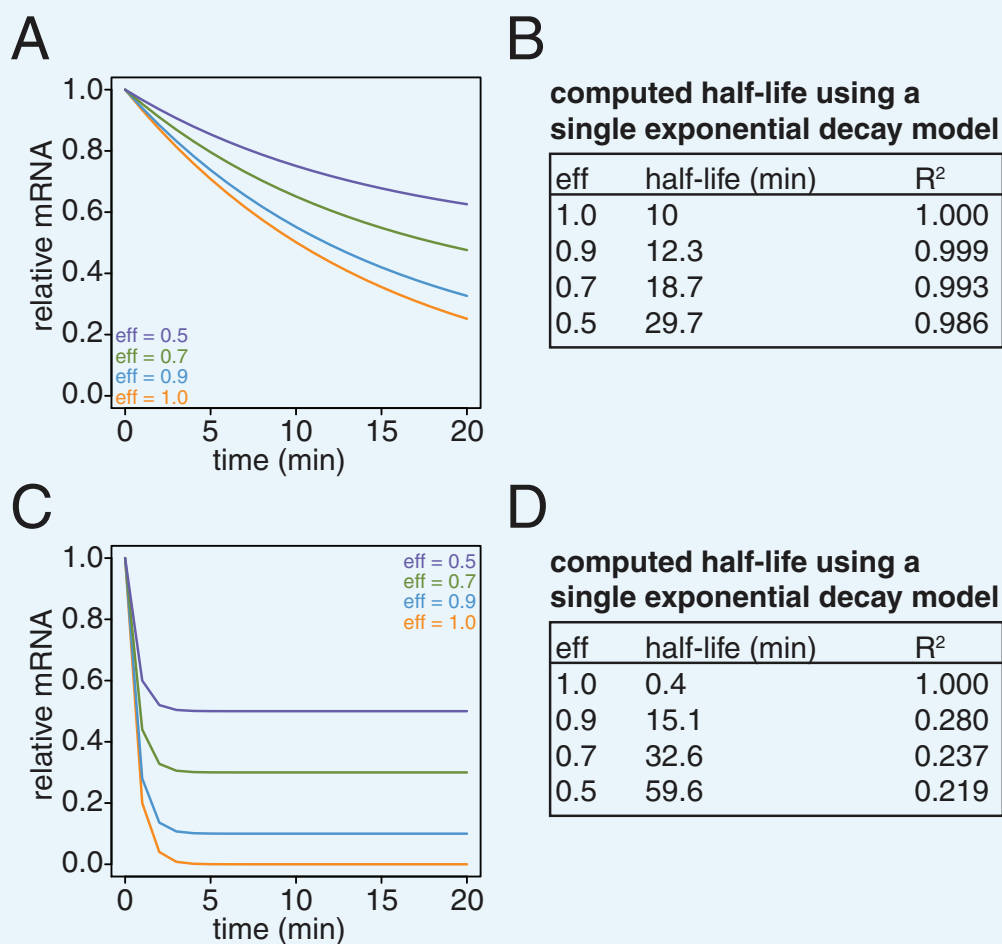 A
relative mRNA
1.0
0.8
0.6
0.4
0.2
0.0
eff = 0.5
eff = 0.7
eff = 0.9
eff = 1.0
0 5 10 15 20
time (min)
B
computed half-life using a
single exponential decay model
eff half-life (min) R²
1.0 10 1.000
0.9 12.3 0.999
0.7 18.7 0.993
0.5 29.7 0.986
C
relative mRNA
1.0
0.8
0.6
0.4
0.2
0.0
eff = 0.5
eff = 0.7
eff = 0.9
eff = 1.0
0 5 10 15 20
time (min)
D
computed half-life using a
single exponential decay model
eff half-life (min) R²
1.0 0.4 1.000
0.9 15.1 0.280
0.7 32.6 0.237
0.5 59.6 0.219